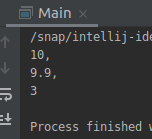 Main
/snap/intellij-ide
10,
9.9,
3
Process finished